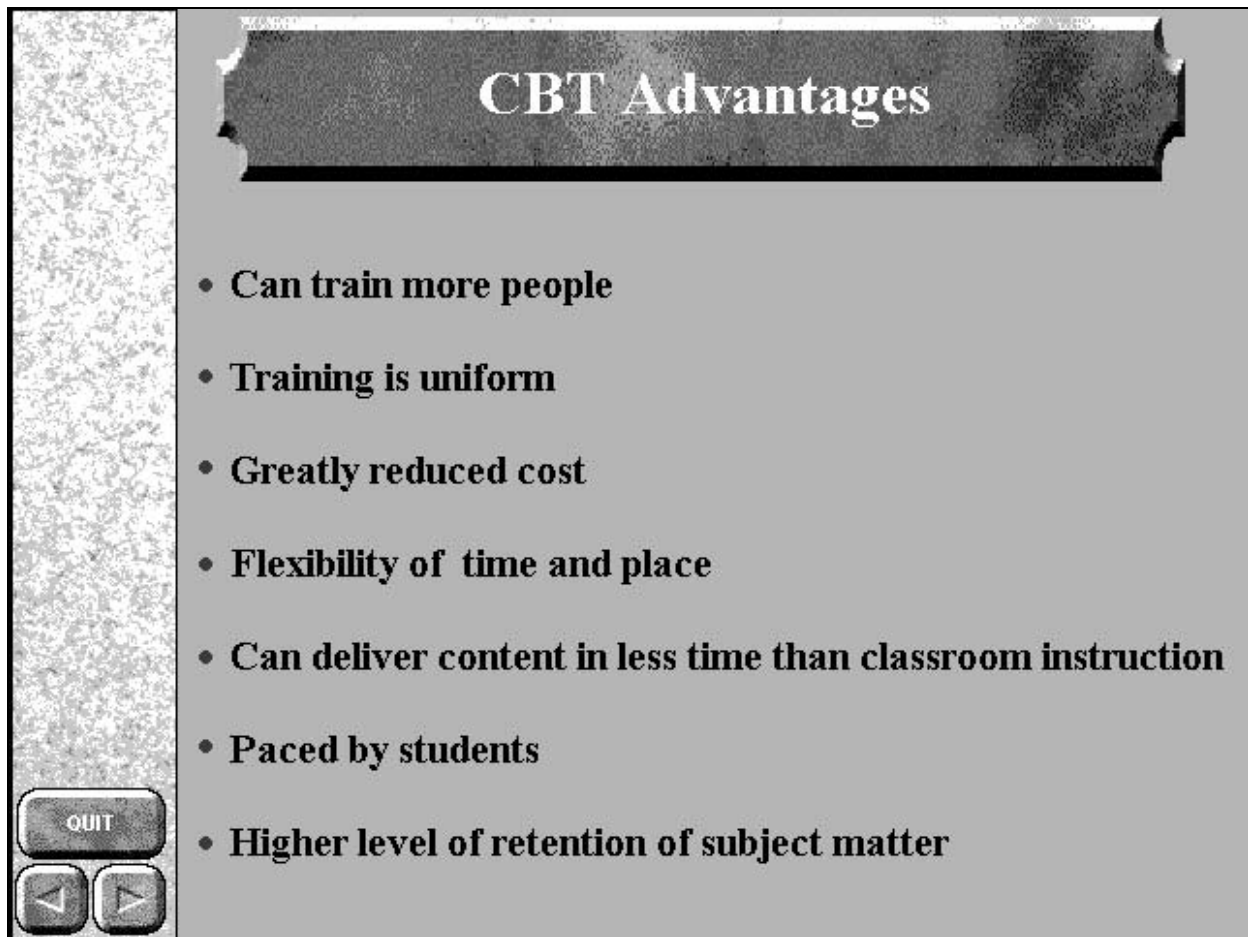 CBT Advantages
• Can train more people
• Training is uniform
• Greatly reduced cost
• Flexibility of time and place
• Can deliver content in less time than classroom instruction
• Paced by students
• Higher level of retention of subject matter
QUIT